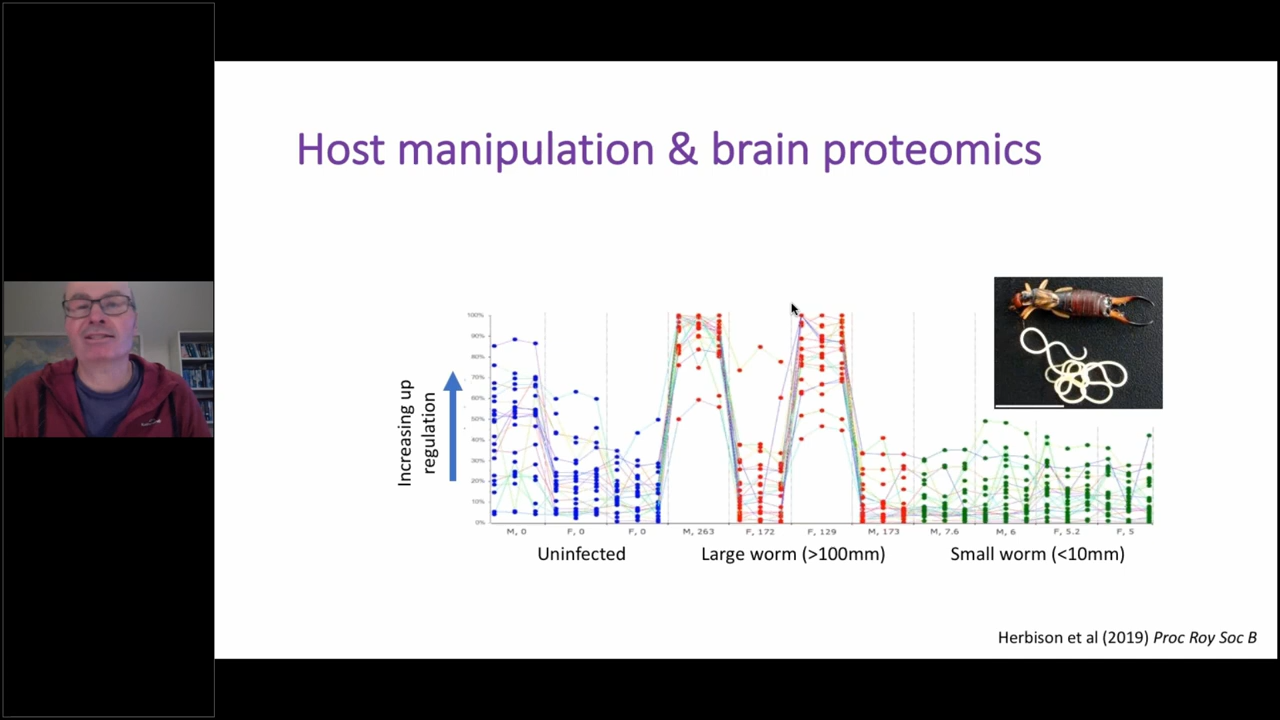 Host manipulation & brain proteomics
Increasing up
regulation
100%
90%
80%
70%
60%
50%
40%
30%
20%
10%
0%
M, 0
F, 0
F, 0
M, 263
F, 172
F, 129
M, 173
M, 7.6
M, 6
F, 5.2
F, 5
Uninfected
Large worm (>100mm)
Small worm (<10mm)
Herbison et al (2019) Proc Roy Soc B